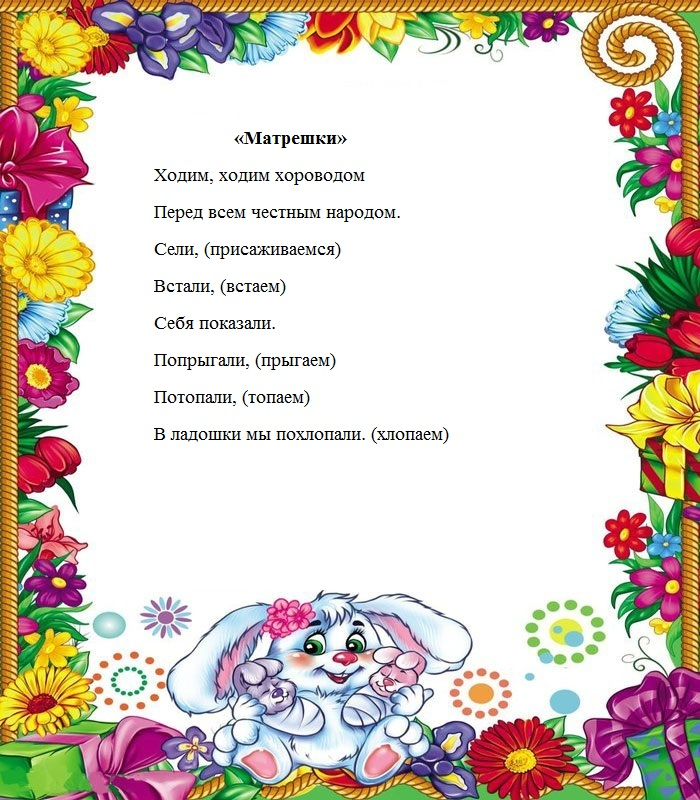 «Матрешки»
Ходим, ходим хороводом
Перед всем честным народом.
Сели, (присаживаемся)
Встали, (встаем)
Себя показали.
Попрыгали, (прыгаем)
Потопали, (топаем)
В ладошки мы похлопали. (хлопаем)